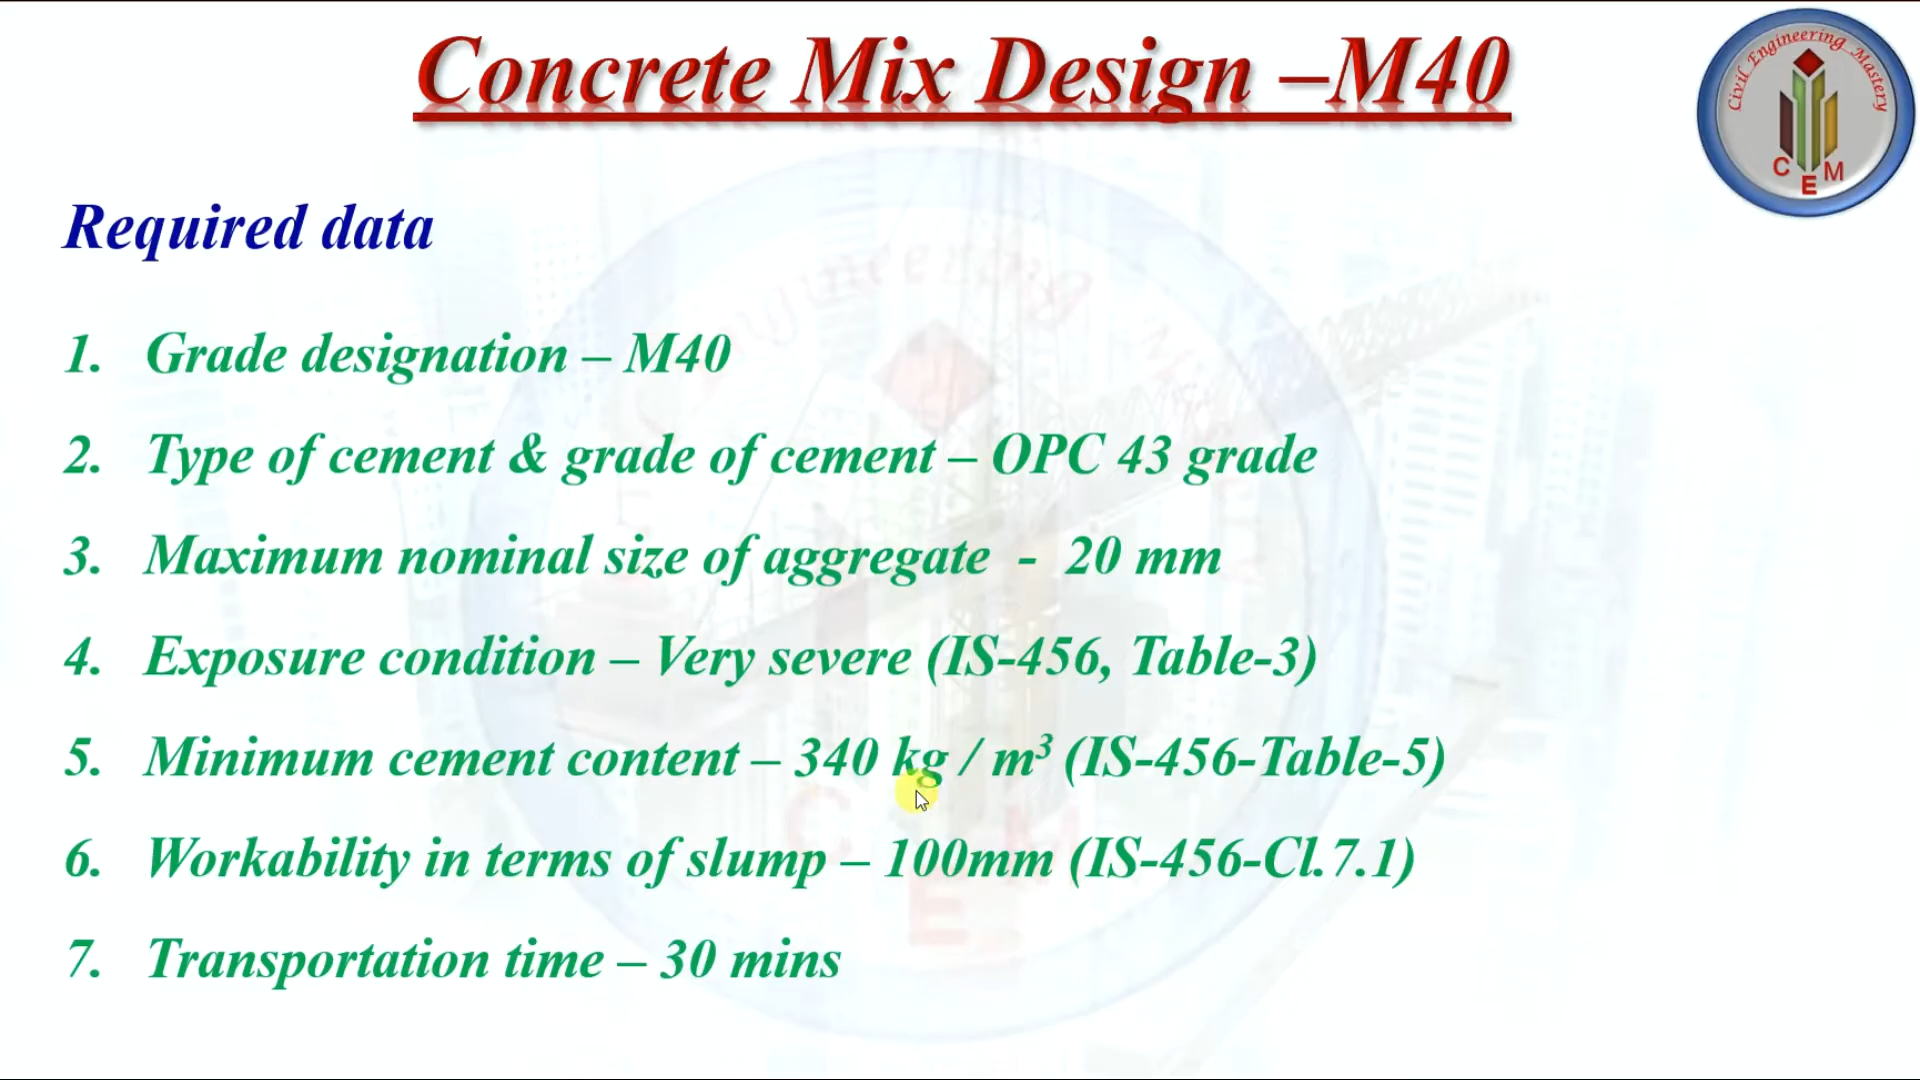 Concrete Mix Design –M40
Civil Engineering Mastery
C E M
Required data
1. Grade designation – M40
2. Type of cement & grade of cement – OPC 43 grade
3. Maximum nominal size of aggregate - 20 mm
4. Exposure condition – Very severe (IS-456, Table-3)
5. Minimum cement content – 340 kg / m³ (IS-456-Table-5)
6. Workability in terms of slump – 100mm (IS-456-Cl.7.1)
7. Transportation time – 30 mins